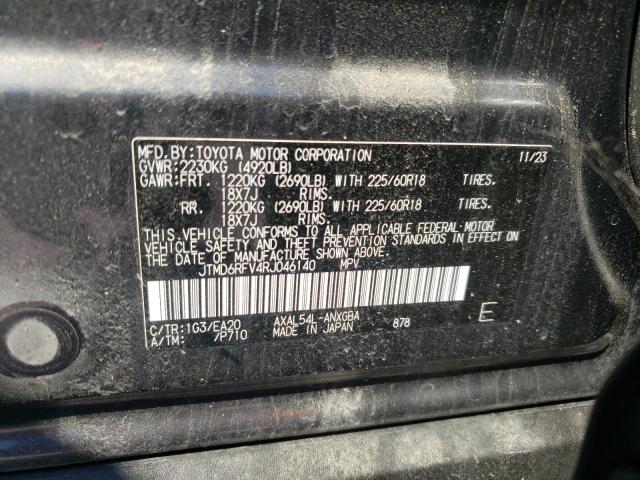 MFD.BY:TOYOTA MOTOR CORPORATION 11/23
GVWR:2230KG (4920LB)
GAWR:FRT. 1220KG (2690LB) WITH 225/60R18 TIRES.
18X7J RIMS.
RR. 1220KG (2690LB) WITH 225/60R18 TIRES.
18X7J RIMS.
THIS VEHICLE CONFORMS TO ALL APPLICABLE FEDERAL MOTOR
VEHICLE SAFETY AND THEFT PREVENTION STANDARDS IN EFFECT ON
THE DATE OF MANUFACTURE SHOWN ABOVE.
JTMD6RFV4RJ046140 MPV
C/TR:1G3/EA20 AXAL54L-ANXGBA E
A/TM: /P710 MADE IN JAPAN 878